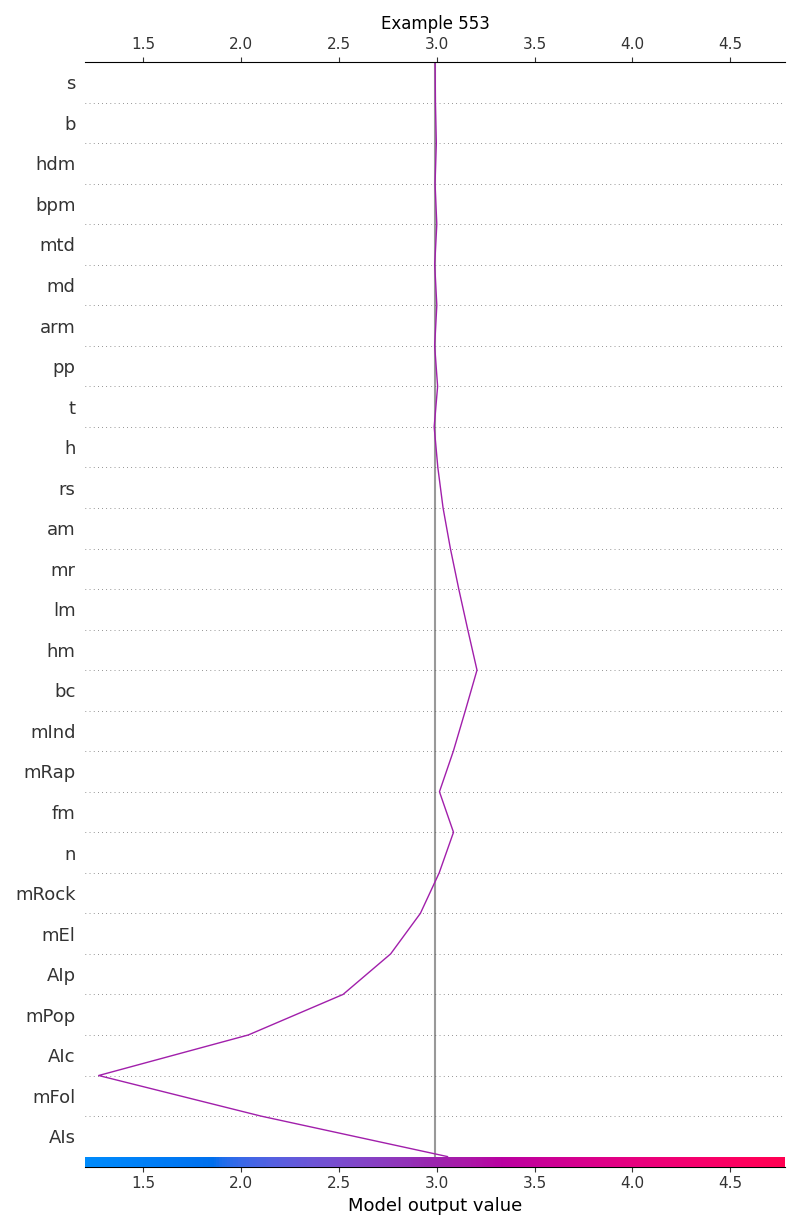 Example 553
1.5 2.0 2.5 3.0 3.5 4.0 4.5
s
b
hdm
bpm
mtd
md
arm
pp
t
h
rs
am
mr
lm
hm
bc
mInd
mRap
fm
n
mRock
mEl
AIp
mPop
AIc
mFol
AIs
1.5 2.0 2.5 3.0 3.5 4.0 4.5
Model output value